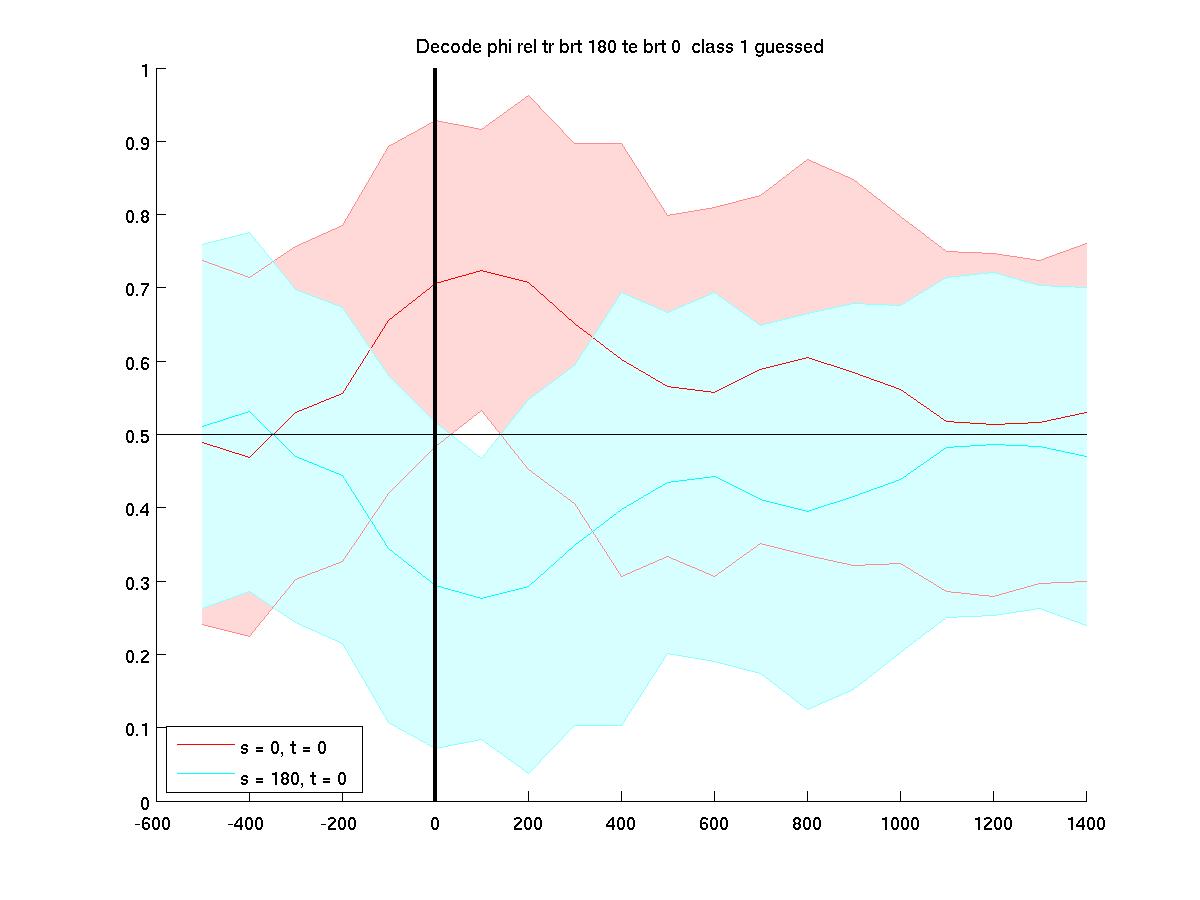 Decode phi rel tr brt 180 te brt 0  class 1 guessed
1
0.9
0.8
0.7
0.6
0.5
0.4
0.3
0.2
0.1
0
s = 0, t = 0
s = 180, t = 0
-600 -400 -200 0 200 400 600 800 1000 1200 1400